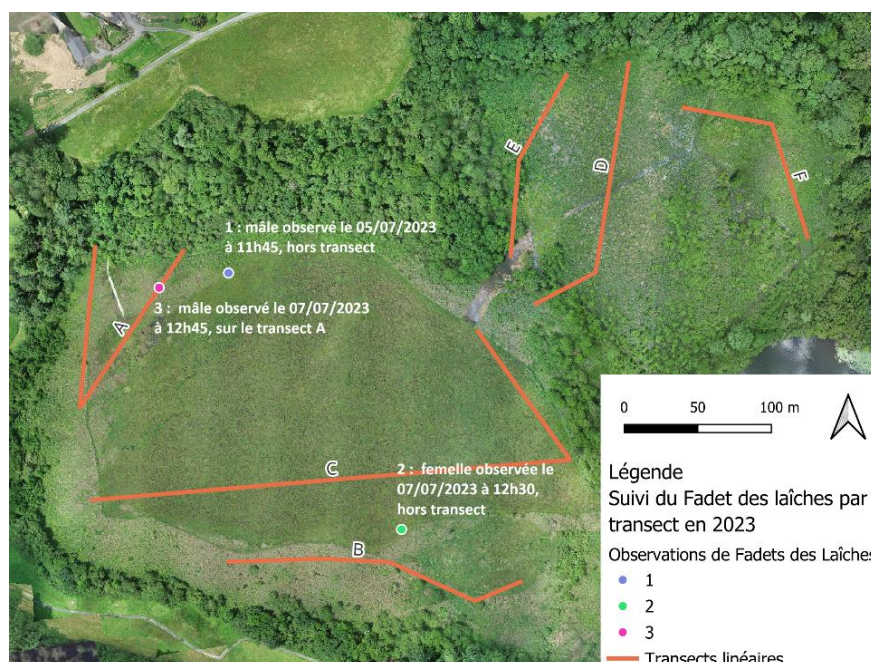 E
D
F
1 : mâle observé le 05/07/2023
à 11h45, hors transect
3 : mâle observé le 07/07/2023
à 12h45, sur le transect A
A
C
2 : femelle observée le
07/07/2023 à 12h30,
hors transect
B
0 50 100 m
Légende
Suivi du Fadet des laîches par
transect en 2023
Observations de Fadets des Laîches
1
2
3
Transects linéaires